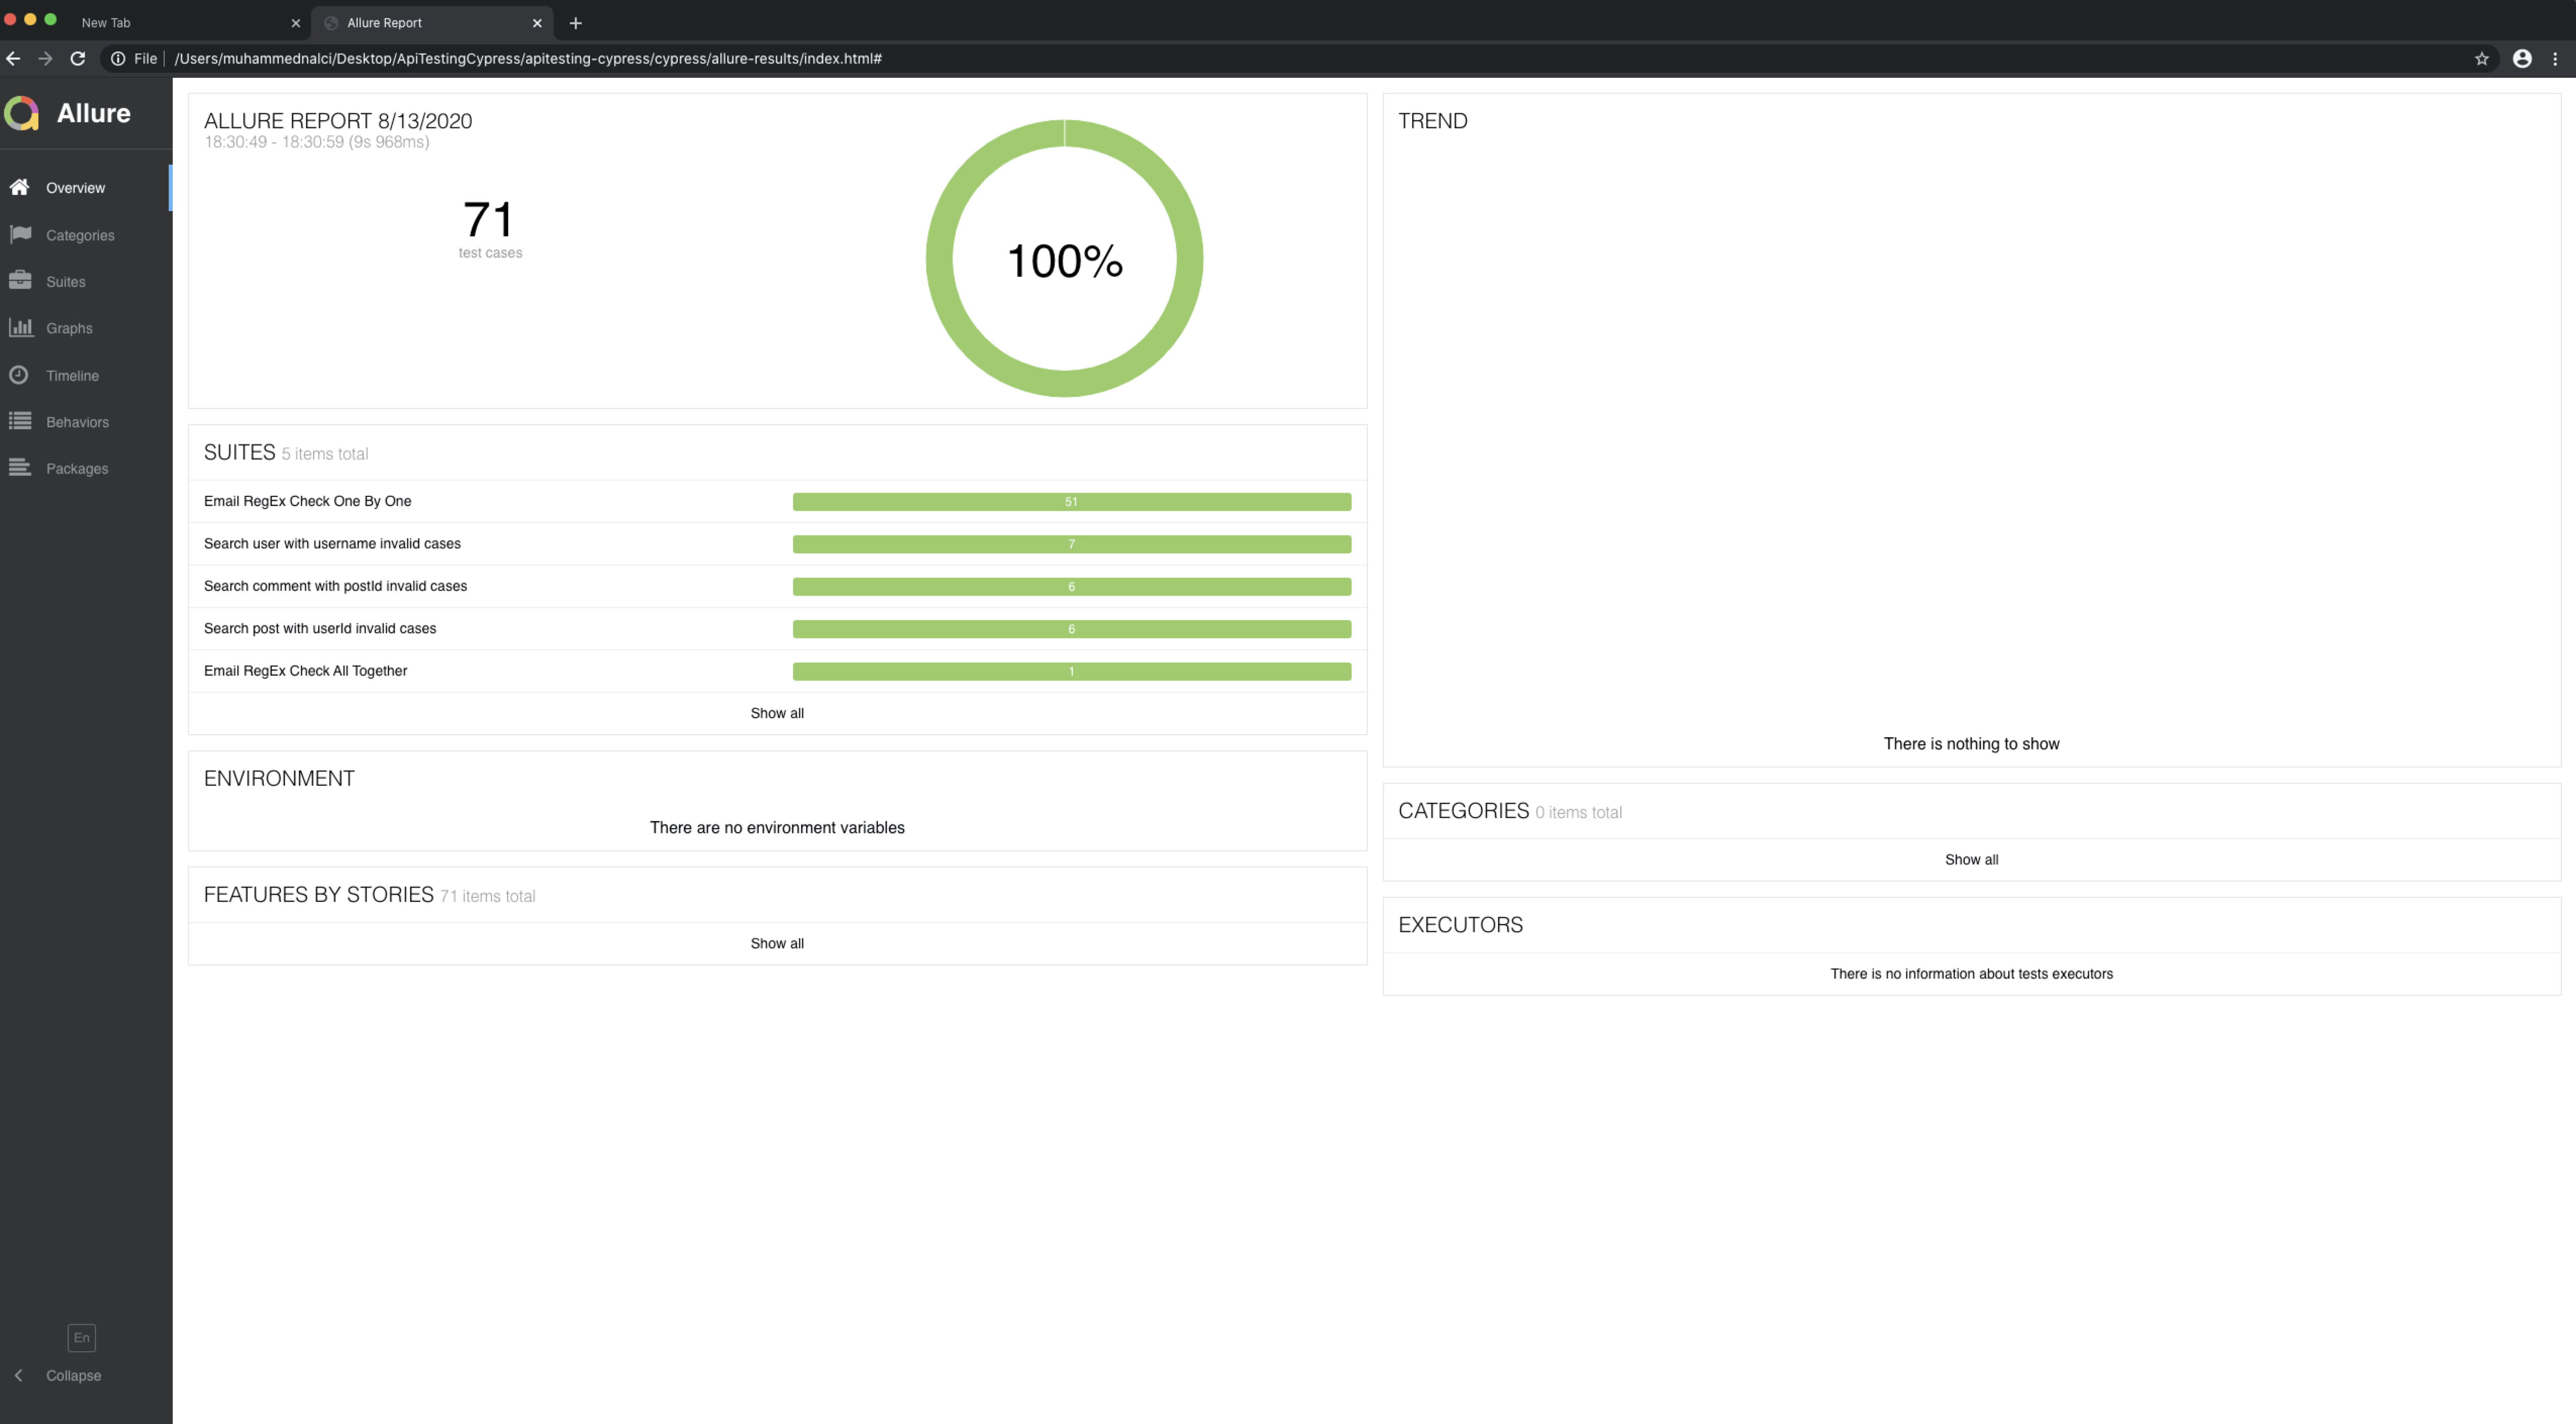 New Tab
Allure Report
File /Users/muhammednalci/Desktop/ApiTestingCypress/apitesting-cypress/cypress/allure-results/index.html#
Allure
Overview
Categories
Suites
Graphs
Timeline
Behaviors
Packages
En
Collapse
ALLURE REPORT 8/13/2020
18:30:49 - 18:30:59 (9s 968ms)
71
test cases
100%
SUITES 5 items total
Email RegEx Check One By One 51
Search user with username invalid cases 7
Search comment with postId invalid cases 6
Search post with userId invalid cases 6
Email RegEx Check All Together 1
Show all
ENVIRONMENT
There are no environment variables
FEATURES BY STORIES 71 items total
Show all
TREND
There is nothing to show
CATEGORIES 0 items total
Show all
EXECUTORS
There is no information about tests executors